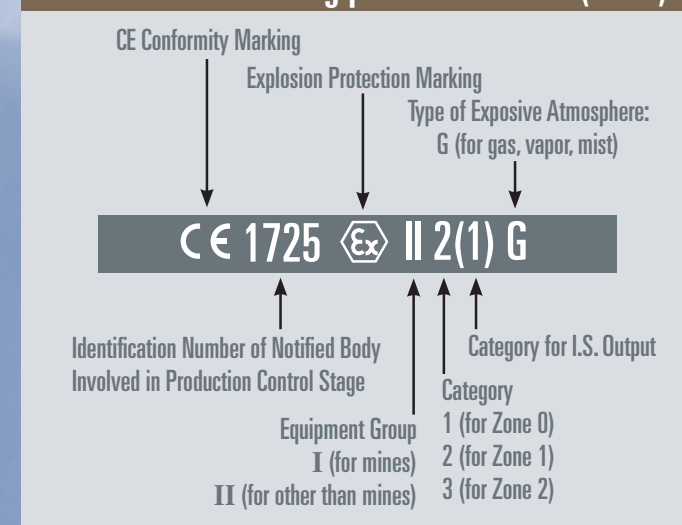 CE Conformity Marking
Explosion Protection Marking
Type of Exposive Atmosphere:
G (for gas, vapor, mist)
CE 1725 Ex II 2(1) G
Identification Number of Notified Body
Involved in Production Control Stage
Category for I.S. Output
Category
1 (for Zone 0)
2 (for Zone 1)
3 (for Zone 2)
Equipment Group
I (for mines)
II (for other than mines)